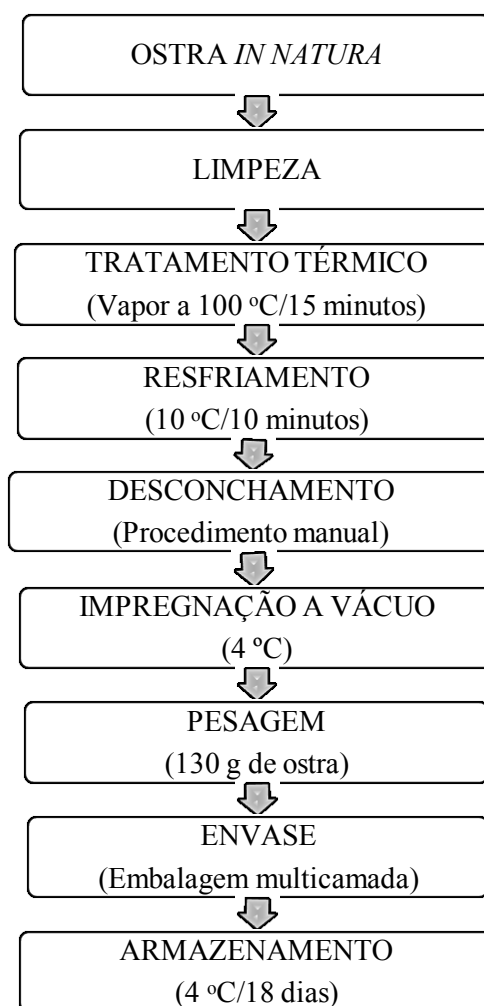 OSTRA IN NATURA
LIMPEZA
TRATAMENTO TÉRMICO
(Vapor a 100 ºC/15 minutos)
RESFRIAMENTO
(10 ºC/10 minutos)
DESCONCHAMENTO
(Procedimento manual)
IMPREGNAÇÃO A VÁCUO
(4 ºC)
PESAGEM
(130 g de ostra)
ENVASE
(Embalagem multicamada)
ARMAZENAMENTO
(4 ºC/18 dias)